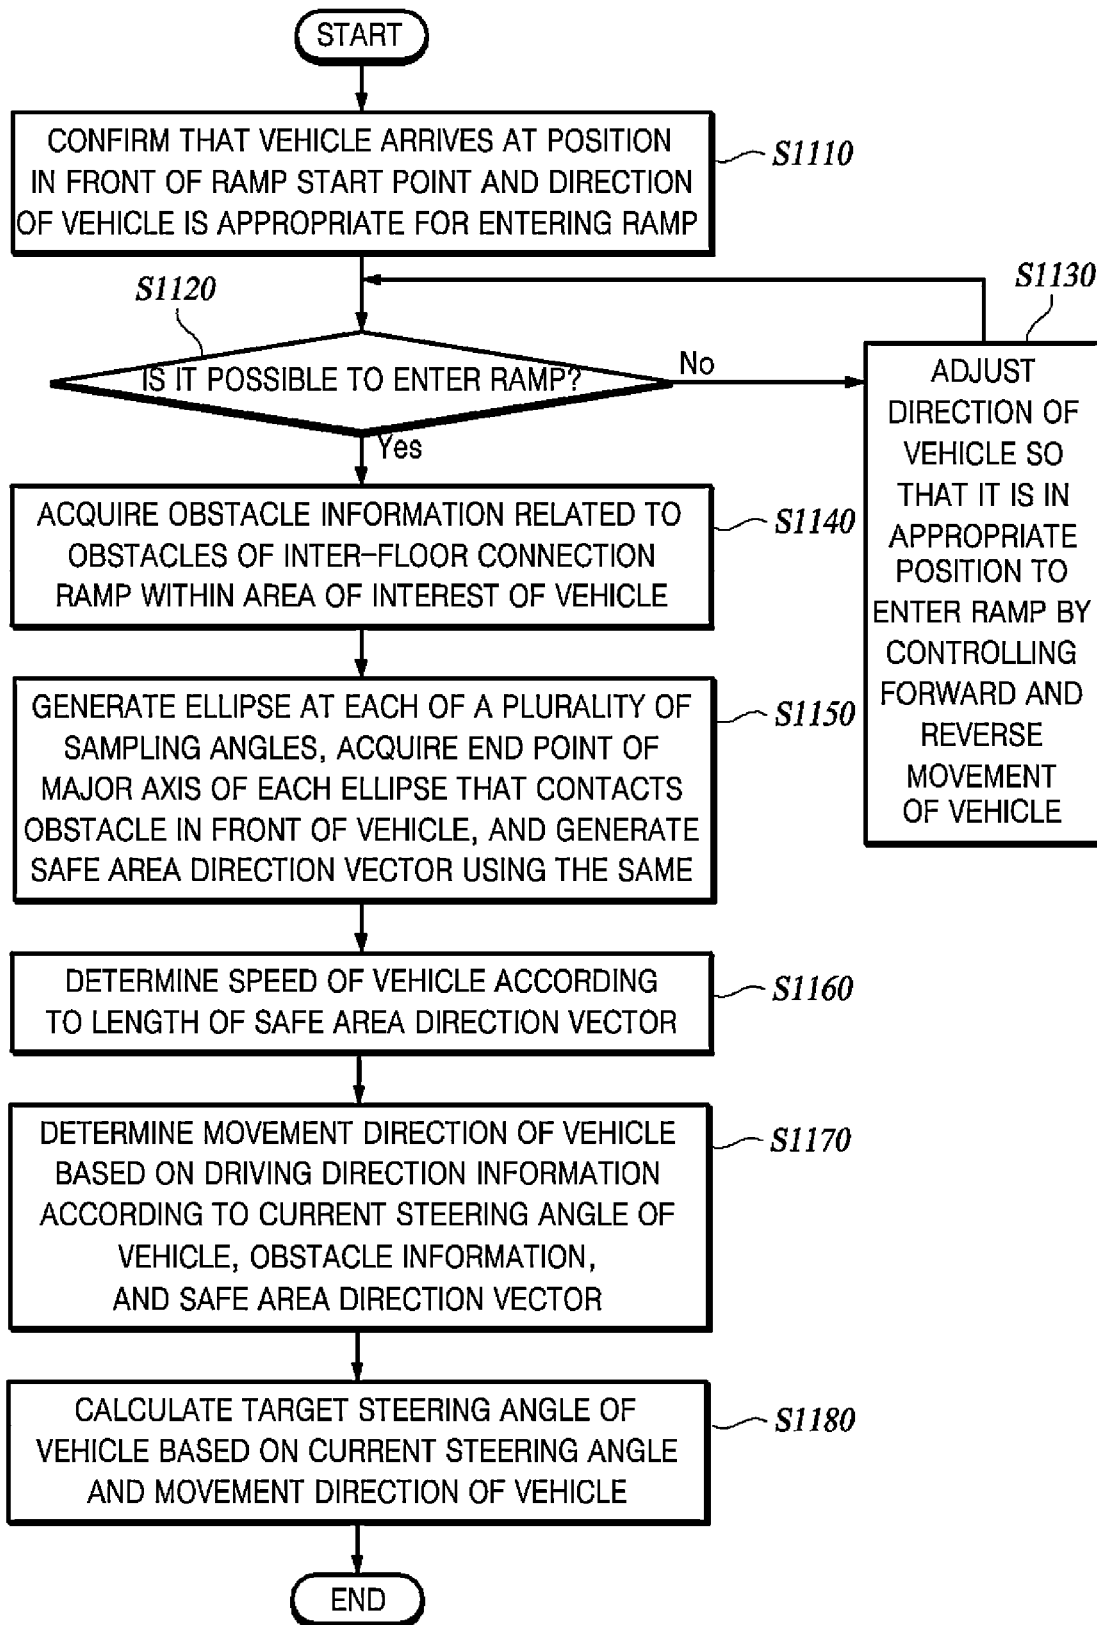 START
CONFIRM THAT VEHICLE ARRIVES AT POSITION
IN FRONT OF RAMP START POINT AND DIRECTION
OF VEHICLE IS APPROPRIATE FOR ENTERING RAMP
S1110
S1120
IS IT POSSIBLE TO ENTER RAMP?
No
Yes
S1130
ADJUST
DIRECTION OF
VEHICLE SO
THAT IT IS IN
APPROPRIATE
POSITION TO
ENTER RAMP BY
CONTROLLING
FORWARD AND
REVERSE
MOVEMENT
OF VEHICLE
ACQUIRE OBSTACLE INFORMATION RELATED TO
OBSTACLES OF INTER-FLOOR CONNECTION
RAMP WITHIN AREA OF INTEREST OF VEHICLE
S1140
GENERATE ELLIPSE AT EACH OF A PLURALITY OF
SAMPLING ANGLES, ACQUIRE END POINT OF
MAJOR AXIS OF EACH ELLIPSE THAT CONTACTS
OBSTACLE IN FRONT OF VEHICLE, AND GENERATE
SAFE AREA DIRECTION VECTOR USING THE SAME
S1150
DETERMINE SPEED OF VEHICLE ACCORDING
TO LENGTH OF SAFE AREA DIRECTION VECTOR
S1160
DETERMINE MOVEMENT DIRECTION OF VEHICLE
BASED ON DRIVING DIRECTION INFORMATION
ACCORDING TO CURRENT STEERING ANGLE OF
VEHICLE, OBSTACLE INFORMATION,
AND SAFE AREA DIRECTION VECTOR
S1170
CALCULATE TARGET STEERING ANGLE OF
VEHICLE BASED ON CURRENT STEERING ANGLE
AND MOVEMENT DIRECTION OF VEHICLE
S1180
END